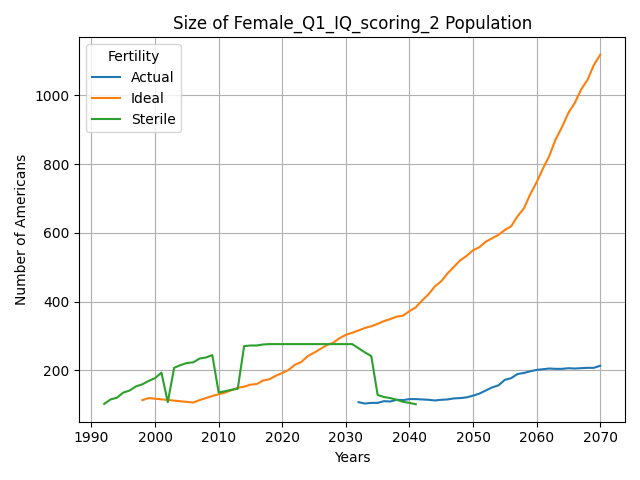 Size of Female_Q1_IQ_scoring_2 Population
Fertility
Actual
Ideal
Sterile
Number of Americans
1000
800
600
400
200
1990 2000 2010 2020 2030 2040 2050 2060 2070
Years